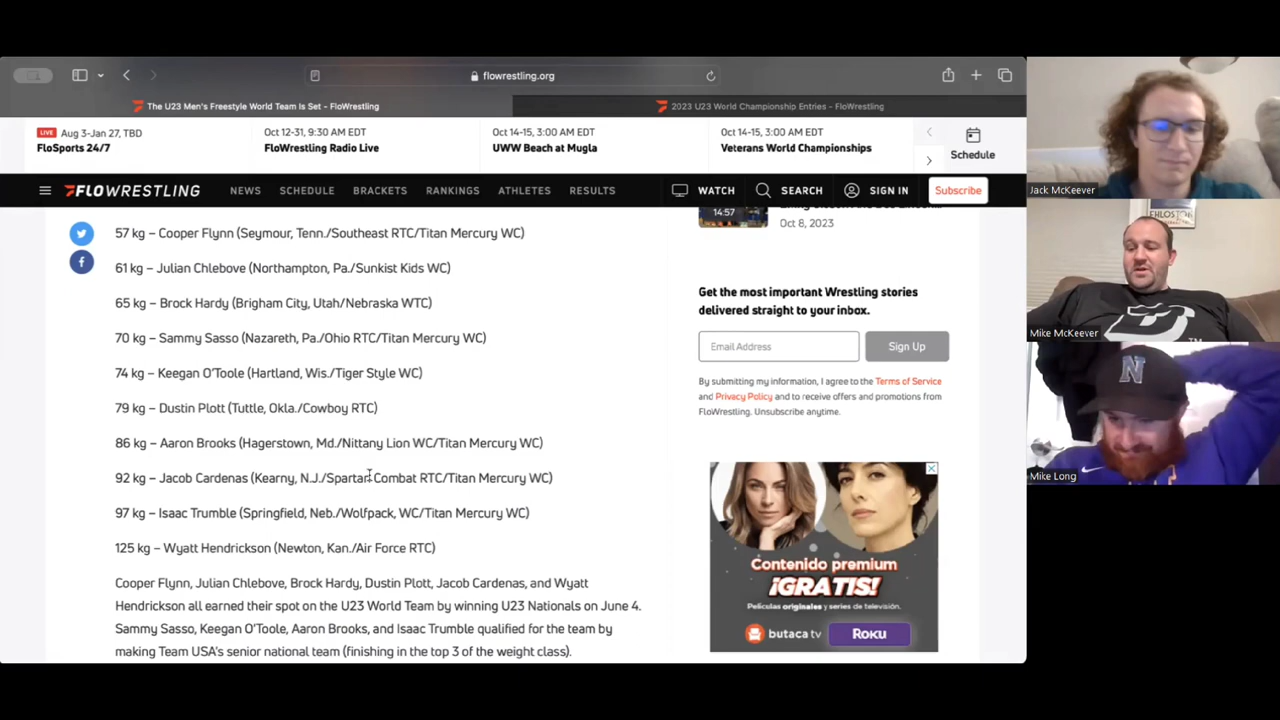 flowrestling.org
The U23 Men's Freestyle World Team Is Set - FloWrestling
2023 U23 World Championship Entries - FloWrestling
LIVE Aug 3-Jan 27, TBD
FloSports 24/7
Oct 12-31, 9:30 AM EDT
FloWrestling Radio Live
Oct 14-15, 3:00 AM EDT
UWW Beach at Mugla
Oct 14-15, 3:00 AM EDT
Veterans World Championships
Schedule
FLOWRESTLING
NEWS
SCHEDULE
BRACKETS
RANKINGS
ATHLETES
RESULTS
WATCH
SEARCH
SIGN IN
Subscribe
57 kg – Cooper Flynn (Seymour, Tenn./Southeast RTC/Titan Mercury WC)
61 kg – Julian Chlebove (Northampton, Pa./Sunkist Kids WC)
65 kg – Brock Hardy (Brigham City, Utah/Nebraska WTC)
70 kg – Sammy Sasso (Nazareth, Pa./Ohio RTC/Titan Mercury WC)
74 kg – Keegan O'Toole (Hartland, Wis./Tiger Style WC)
79 kg – Dustin Plott (Tuttle, Okla./Cowboy RTC)
86 kg – Aaron Brooks (Hagerstown, Md./Nittany Lion WC/Titan Mercury WC)
92 kg – Jacob Cardenas (Kearny, N.J./Spartan Combat RTC/Titan Mercury WC)
97 kg – Isaac Trumble (Springfield, Neb./Wolfpack, WC/Titan Mercury WC)
125 kg – Wyatt Hendrickson (Newton, Kan./Air Force RTC)
Cooper Flynn, Julian Chlebove, Brock Hardy, Dustin Plott, Jacob Cardenas, and Wyatt
Hendrickson all earned their spot on the U23 World Team by winning U23 Nationals on June 4.
Sammy Sasso, Keegan O'Toole, Aaron Brooks, and Isaac Trumble qualified for the team by
making Team USA's senior national team (finishing in the top 3 of the weight class).
14:57
Oct 8, 2023
Get the most important Wrestling stories
delivered straight to your inbox.
Email Address
Sign Up
By submitting my information, I agree to the Terms of Service
and Privacy Policy and to receive offers and promotions from
FloWrestling. Unsubscribe anytime.
Contenido premium
¡GRATIS!
Películas originales y series de televisión.
butaca tv
Roku
Jack McKeever
Mike McKeever
N
Mike Long